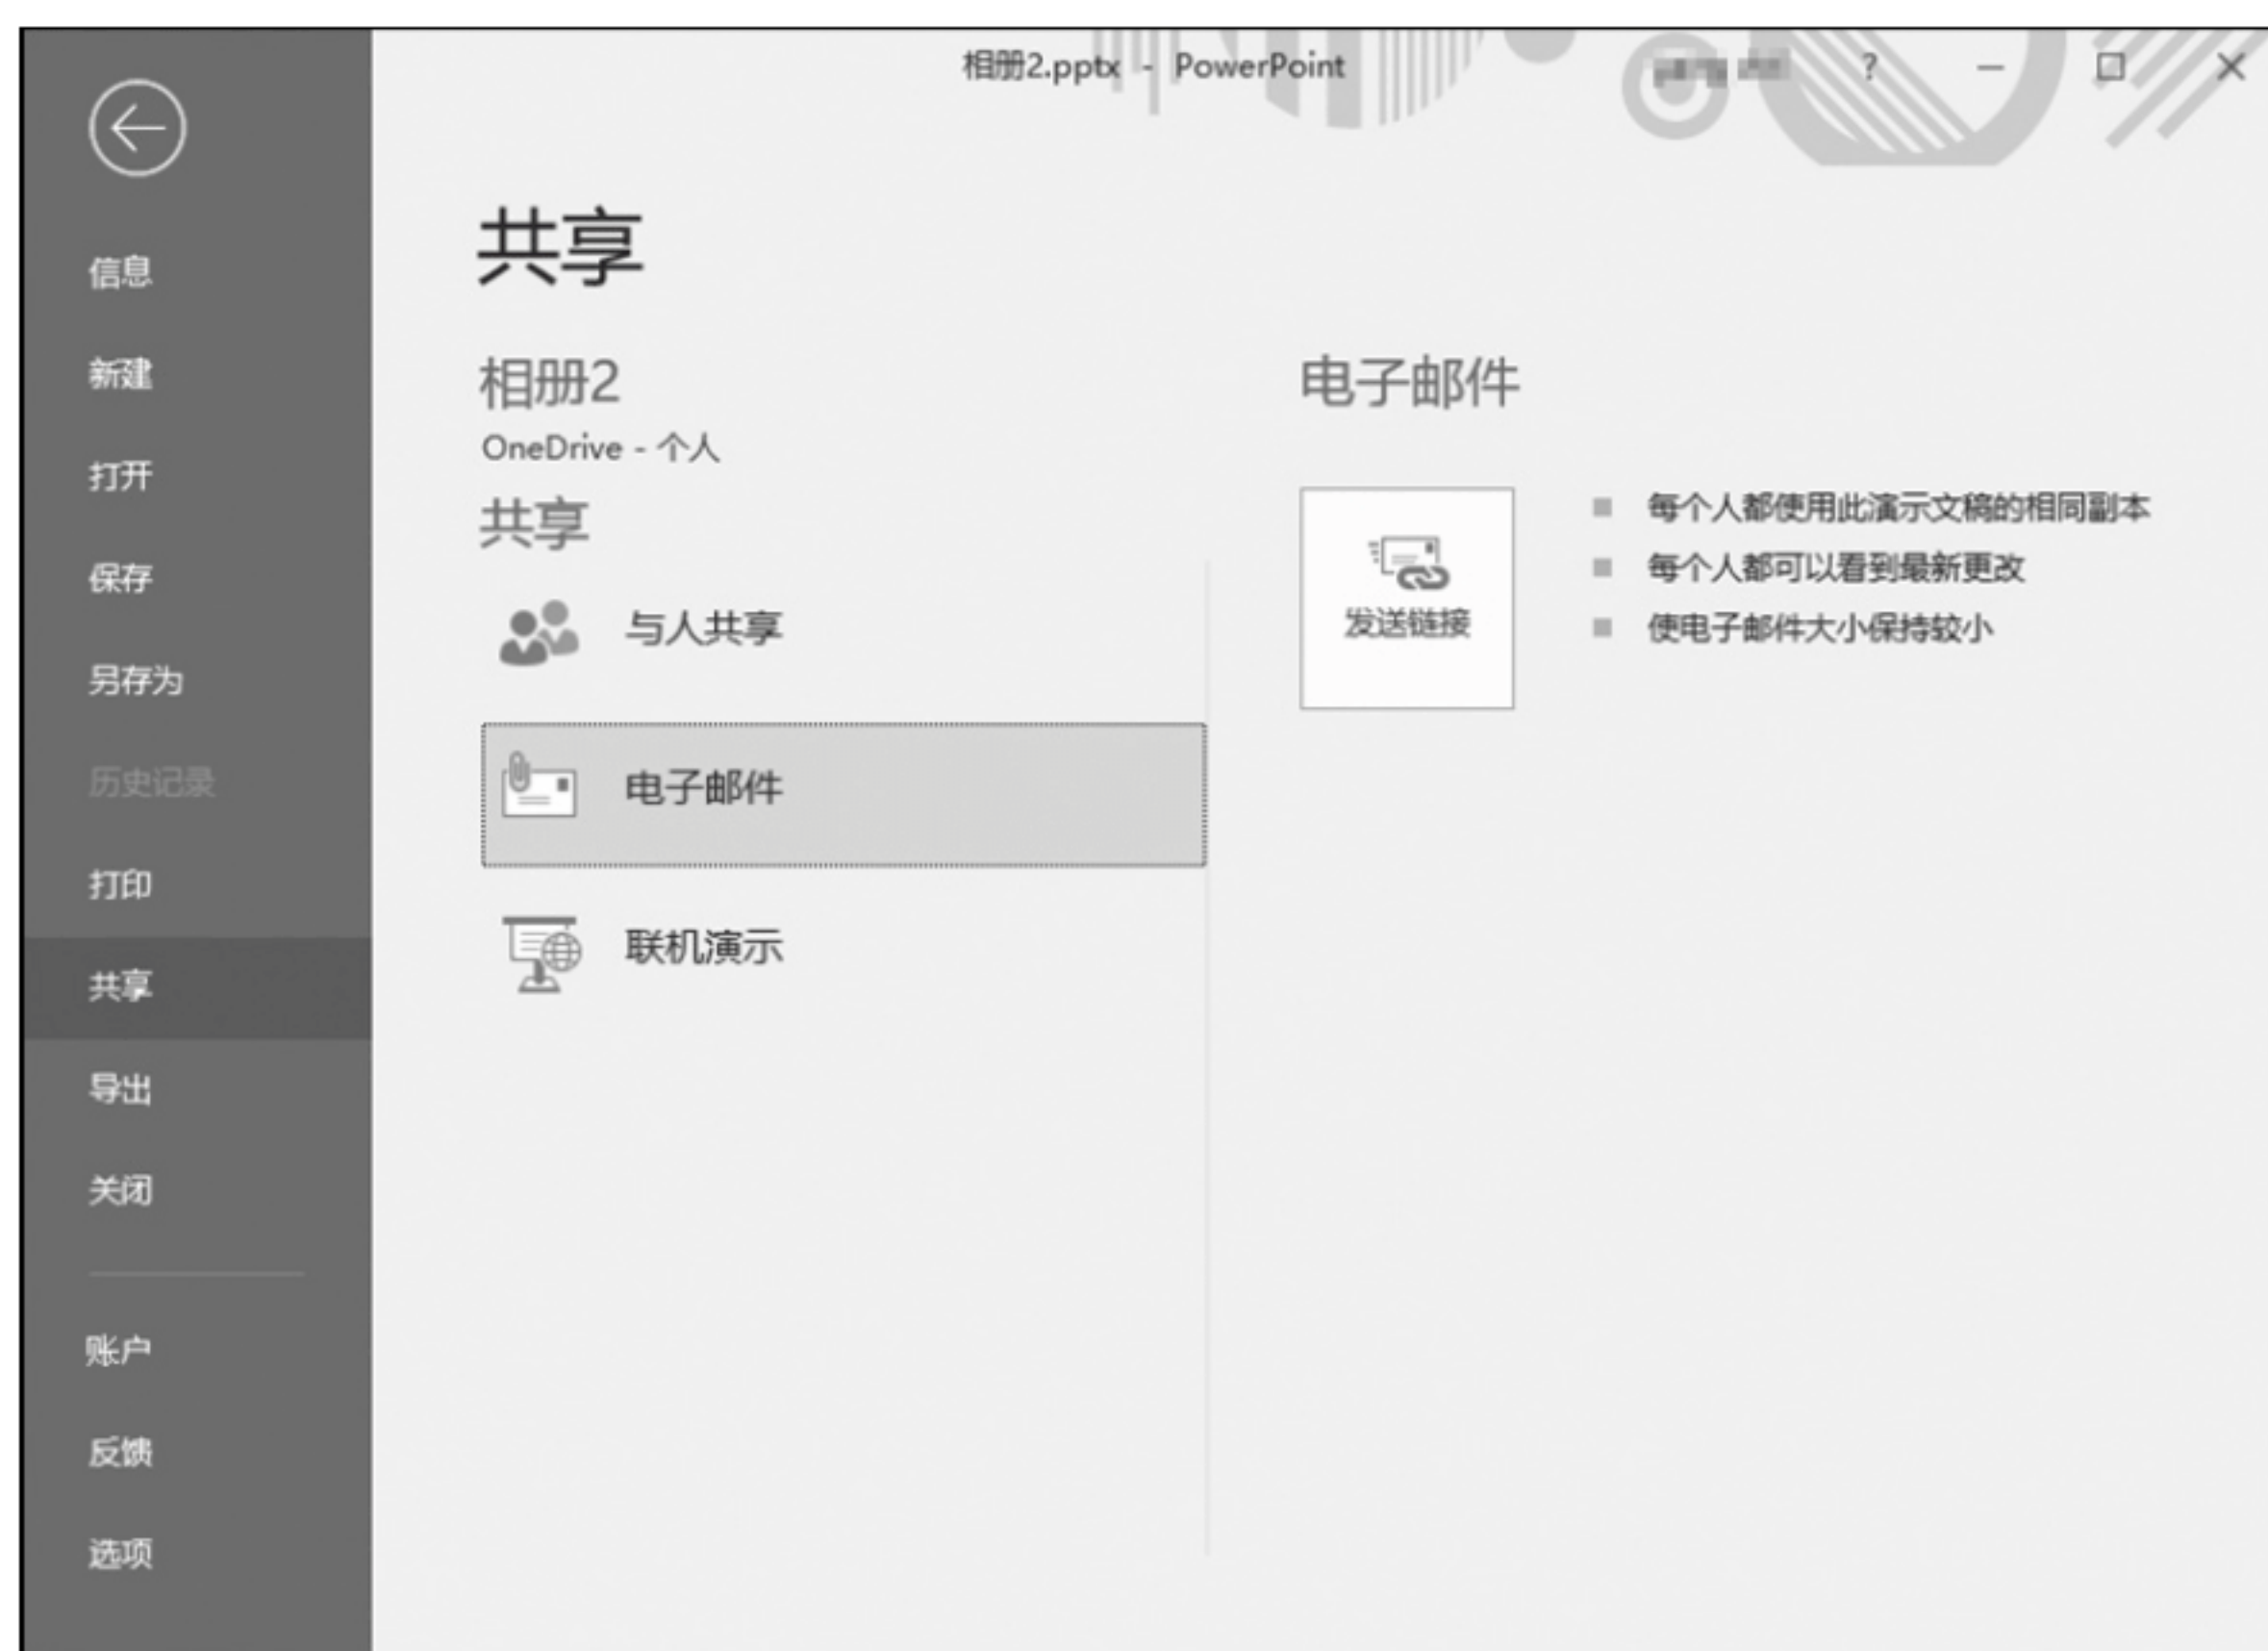 相册2.pptx - PowerPoint
?
信息
新建
打开
保存
另存为
历史记录
打印
共享
导出
关闭
账户
反馈
选项
共享
相册2
OneDrive - 个人
共享
与人共享
电子邮件
联机演示
电子邮件
发送链接
每个人都使用此演示文稿的相同副本
每个人都可以看到最新更改
使电子邮件大小保持较小